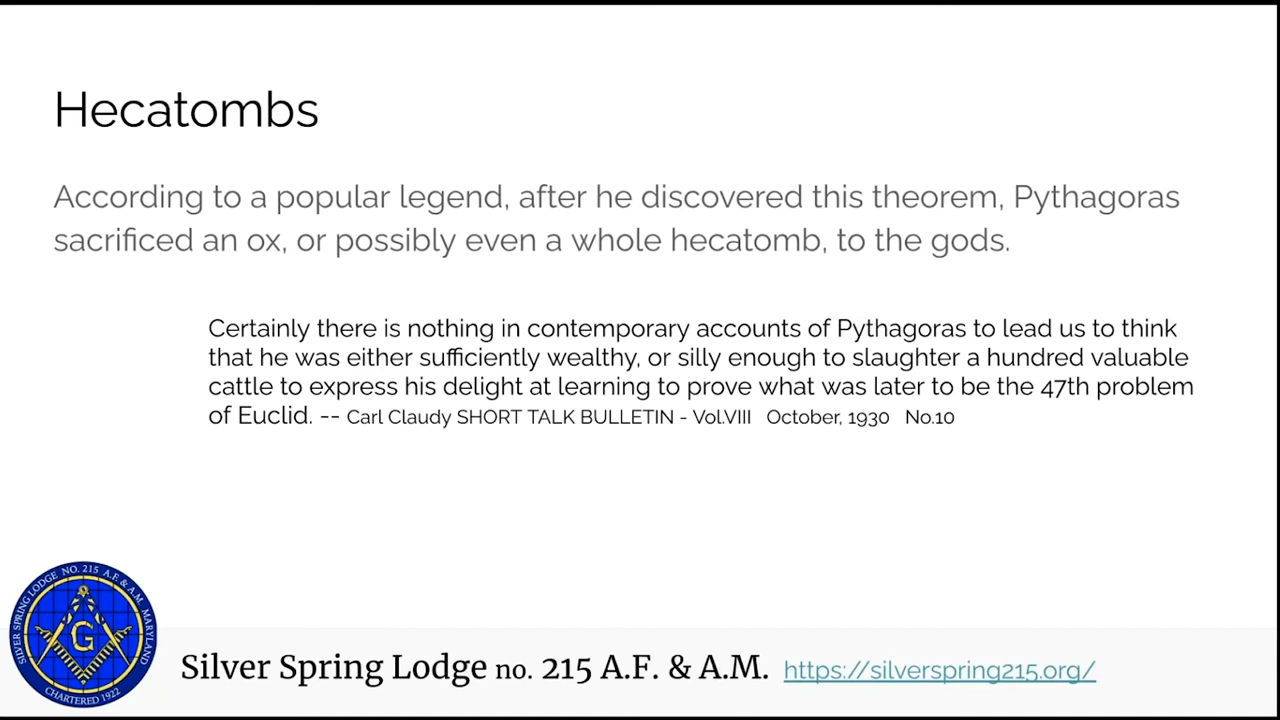 Hecatombs
According to a popular legend, after he discovered this theorem, Pythagoras
sacrificed an ox, or possibly even a whole hecatomb, to the gods.
Certainly there is nothing in contemporary accounts of Pythagoras to lead us to think
that he was either sufficiently wealthy, or silly enough to slaughter a hundred valuable
cattle to express his delight at learning to prove what was later to be the 47th problem
of Euclid. -- Carl Claudy SHORT TALK BULLETIN - Vol.VIII October, 1930 No.10
SILVER SPRING LODGE NO. 215 A.F. & A.M. MARYLAND
G
CHARTERED 1922
Silver Spring Lodge no. 215 A.F. & A.M. https://silverspring215.org/